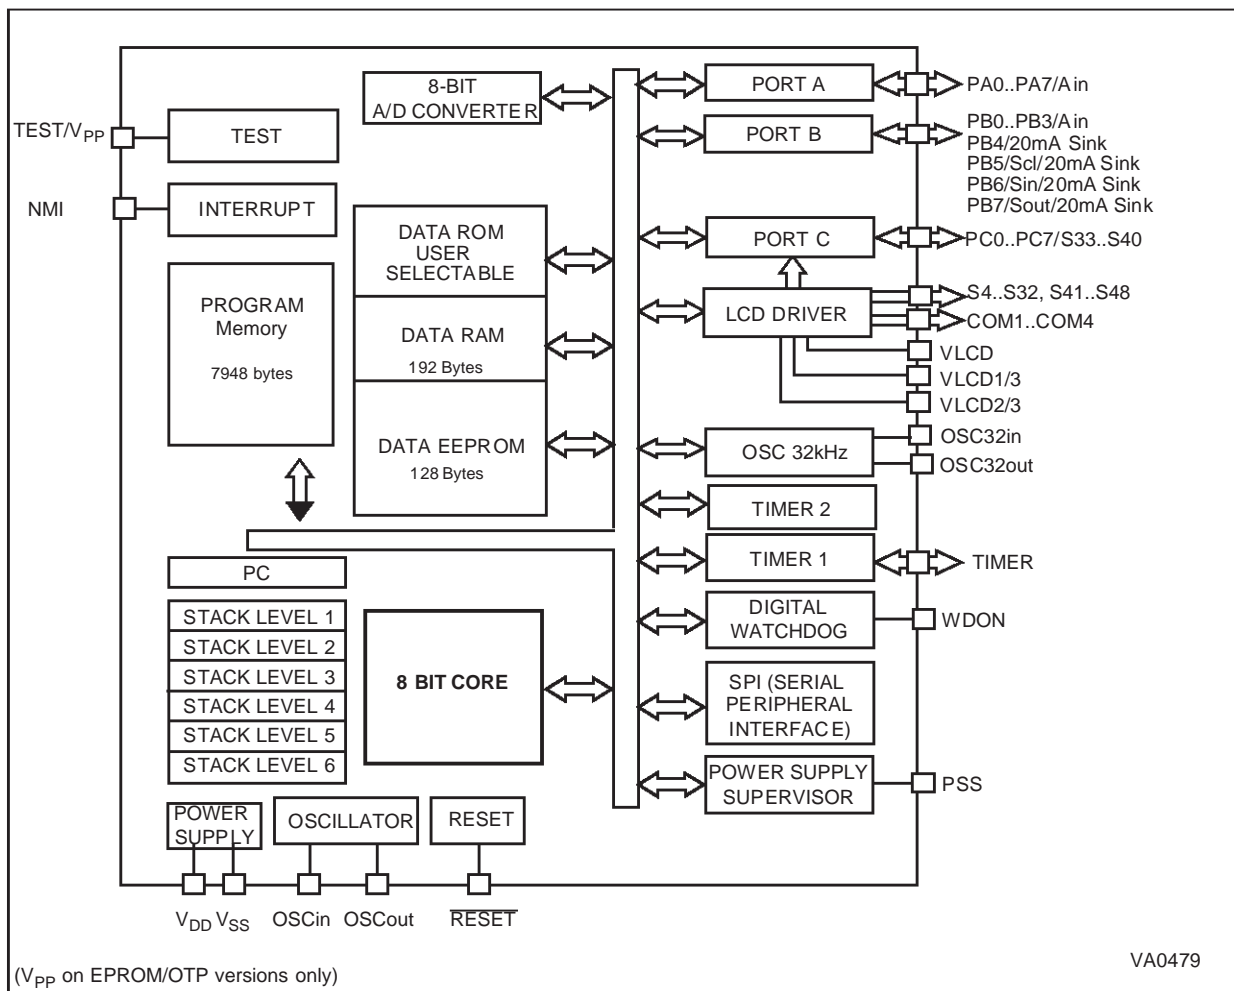 8-BIT
A/D CONVERTER
PORT A
PA0..PA7/Ain
TEST/VPP
TEST
PORT B
PB0..PB3/Ain
PB4/20mA Sink
PB5/Scl/20mA Sink
PB6/Sin/20mA Sink
PB7/Sout/20mA Sink
NMI
INTERRUPT
DATA ROM
USER
SELECTABLE
PORT C
PC0..PC7/S33..S40
PROGRAM
Memory
7948 bytes
DATA RAM
192 Bytes
LCD DRIVER
S4..S32, S41..S48
COM1..COM4
VLCD
VLCD1/3
VLCD2/3
DATA EEPROM
128 Bytes
OSC 32kHz
OSC32in
OSC32out
TIMER 2
TIMER 1
TIMER
PC
STACK LEVEL 1
STACK LEVEL 2
STACK LEVEL 3
STACK LEVEL 4
STACK LEVEL 5
STACK LEVEL 6
8 BIT CORE
DIGITAL
WATCHDOG
WDON
SPI (SERIAL
PERIPHERAL
INTERFACE)
POWER SUPPLY
SUPERVISOR
PSS
POWER
SUPPLY
OSCILLATOR
RESET
VDD VSS
OSCin
OSCout
RESET
VA0479
(VPP on EPROM/OTP versions only)